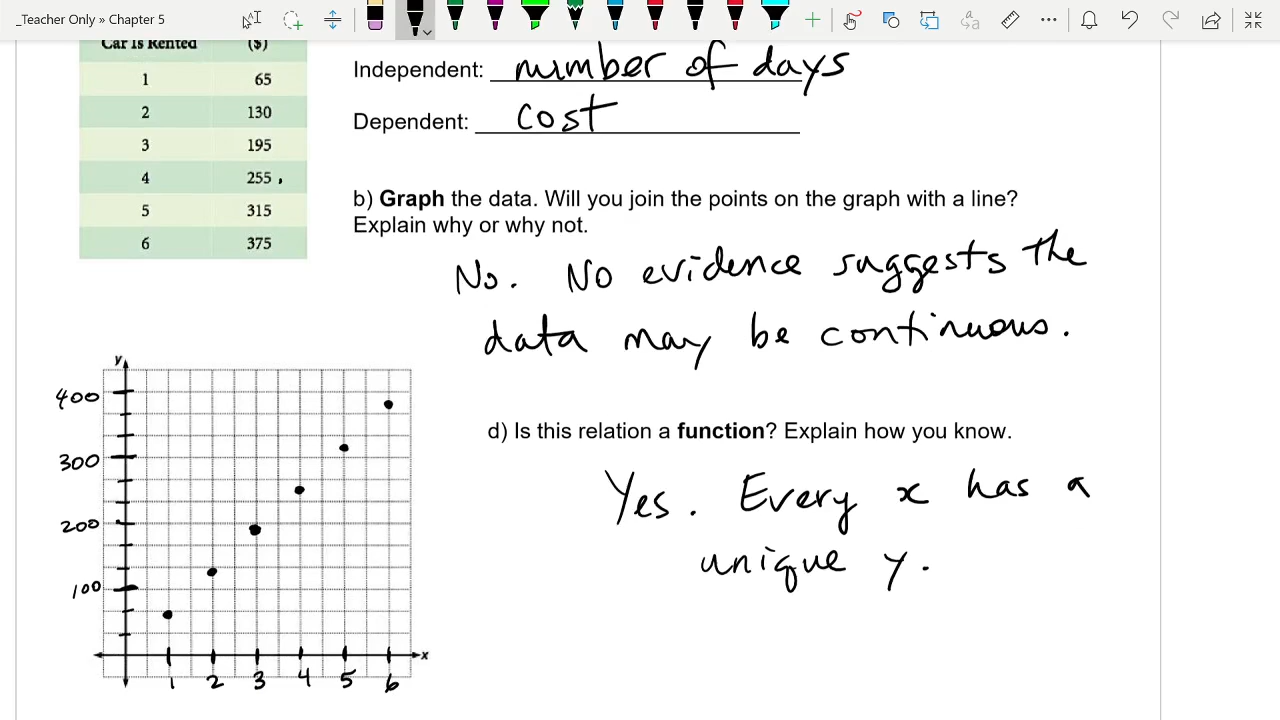 _Teacher Only » Chapter 5
Car Is Rented ($)
1 65
2 130
3 195
4 255
5 315
6 375
Independent: number of days
Dependent: cost
b) Graph the data. Will you join the points on the graph with a line?
Explain why or why not.
No. No evidence suggests the
data may be continuous.
y
400
300
200
100
1 2 3 4 5 6
x
d) Is this relation a function? Explain how you know.
Yes. Every x has a
unique y.